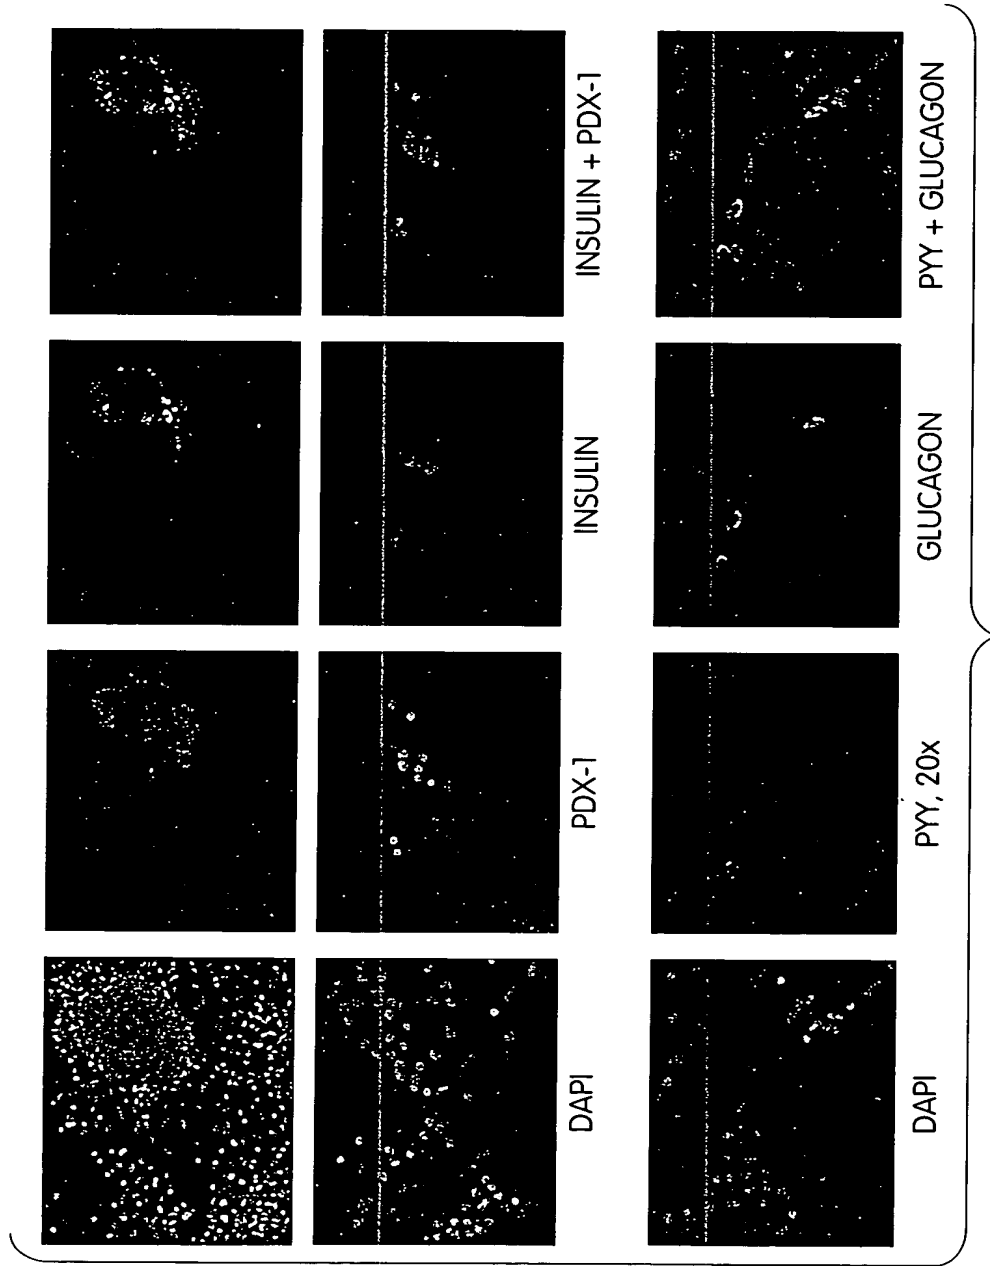 DAPI
PDX-1
INSULIN
INSULIN + PDX-1
DAPI
PYY, 20x
GLUCAGON
PYY + GLUCAGON